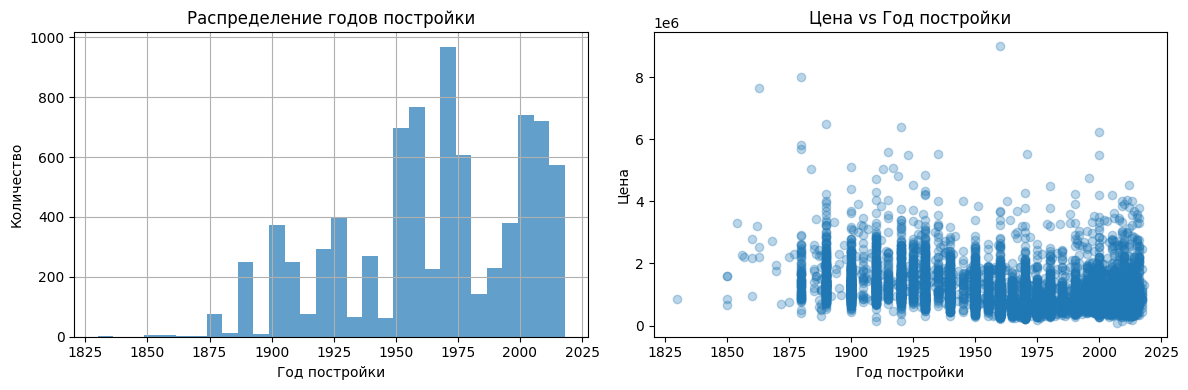 Распределение годов постройки
Количество
1000
800
600
400
200
0
1825 1850 1875 1900 1925 1950 1975 2000 2025
Год постройки
Цена vs Год постройки
1e6
Цена
8
6
4
2
0
1825 1850 1875 1900 1925 1950 1975 2000 2025
Год постройки